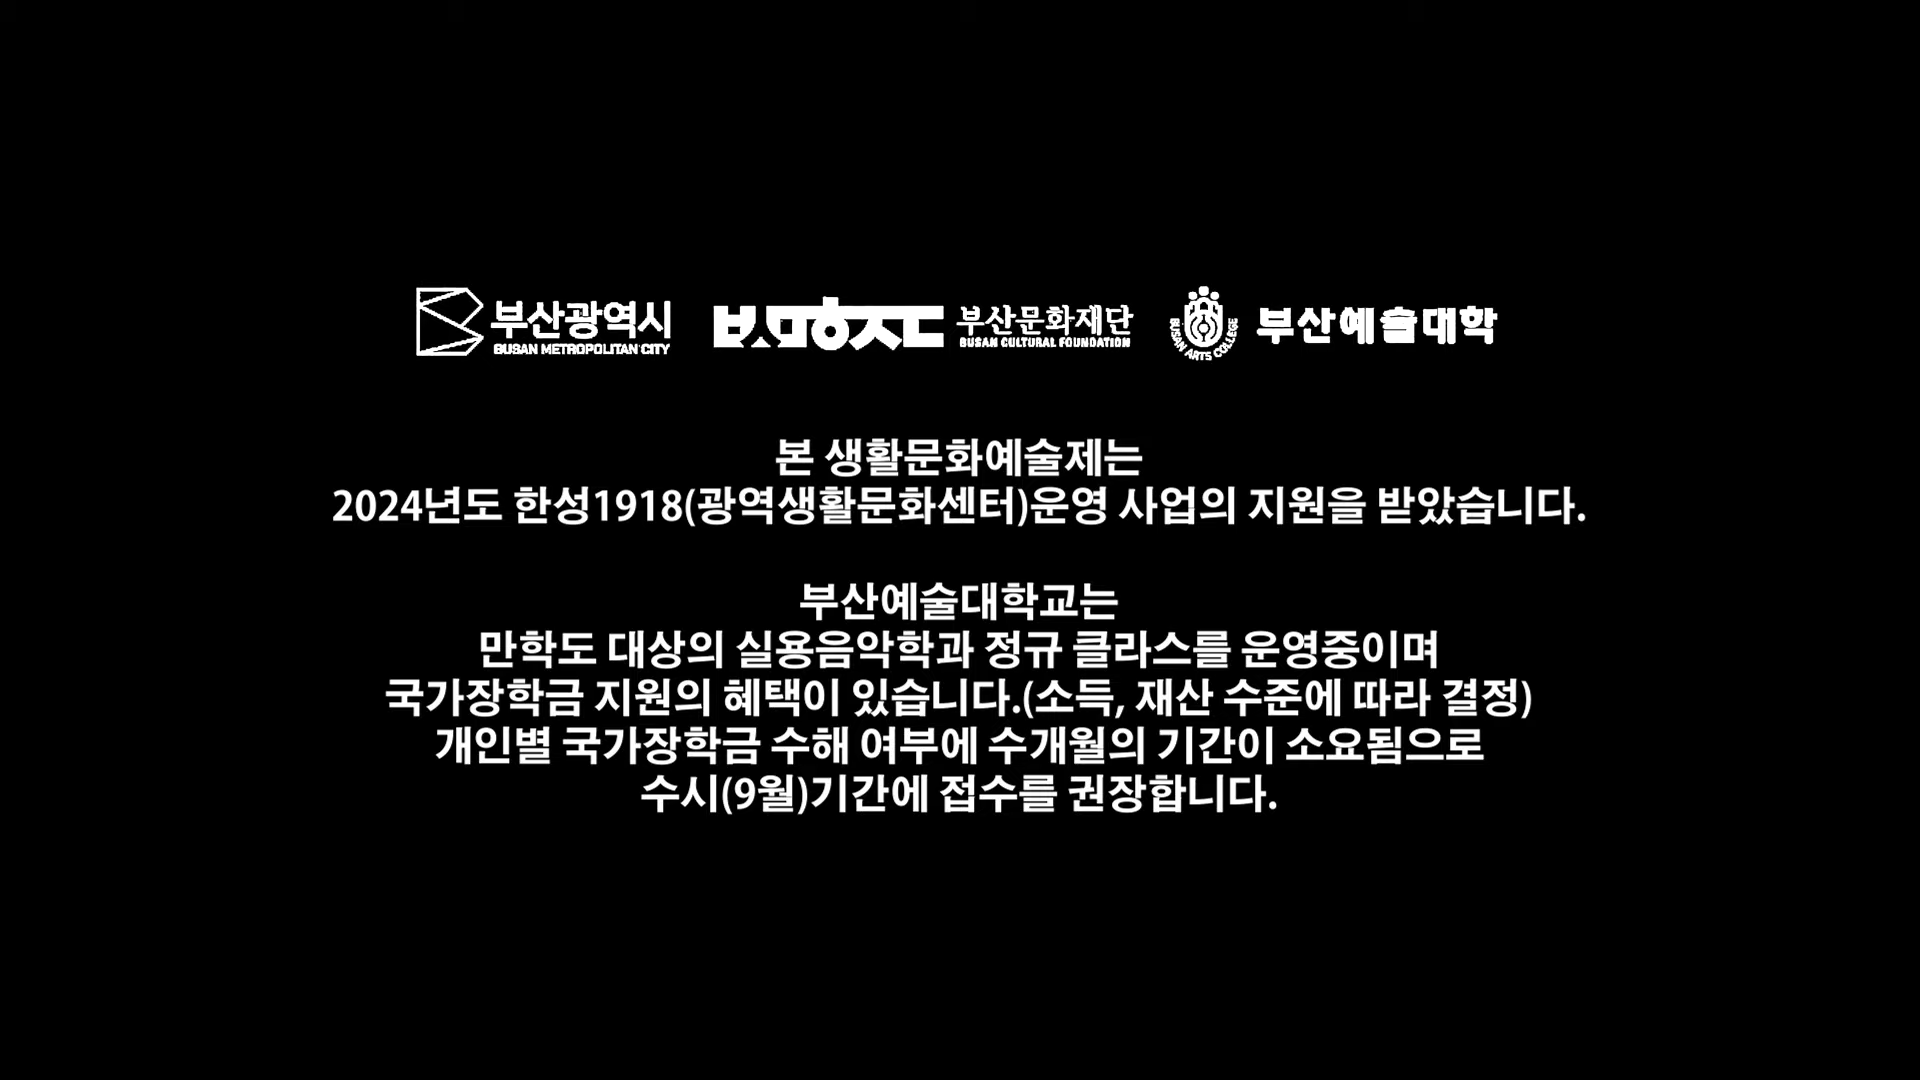 부산광역시
BUSAN METROPOLITAN CITY
부산문화재단
BUSAN CULTURAL FOUNDATION
BUSAN ARTS COLLEGE
부산예술대학
본 생활문화예술제는
2024년도 한성1918(광역생활문화센터)운영 사업의 지원을 받았습니다.
부산예술대학교는
만학도 대상의 실용음악학과 정규 클라스를 운영중이며
국가장학금 지원의 혜택이 있습니다.(소득, 재산 수준에 따라 결정)
개인별 국가장학금 수해 여부에 수개월의 기간이 소요됨으로
수시(9월)기간에 접수를 권장합니다.